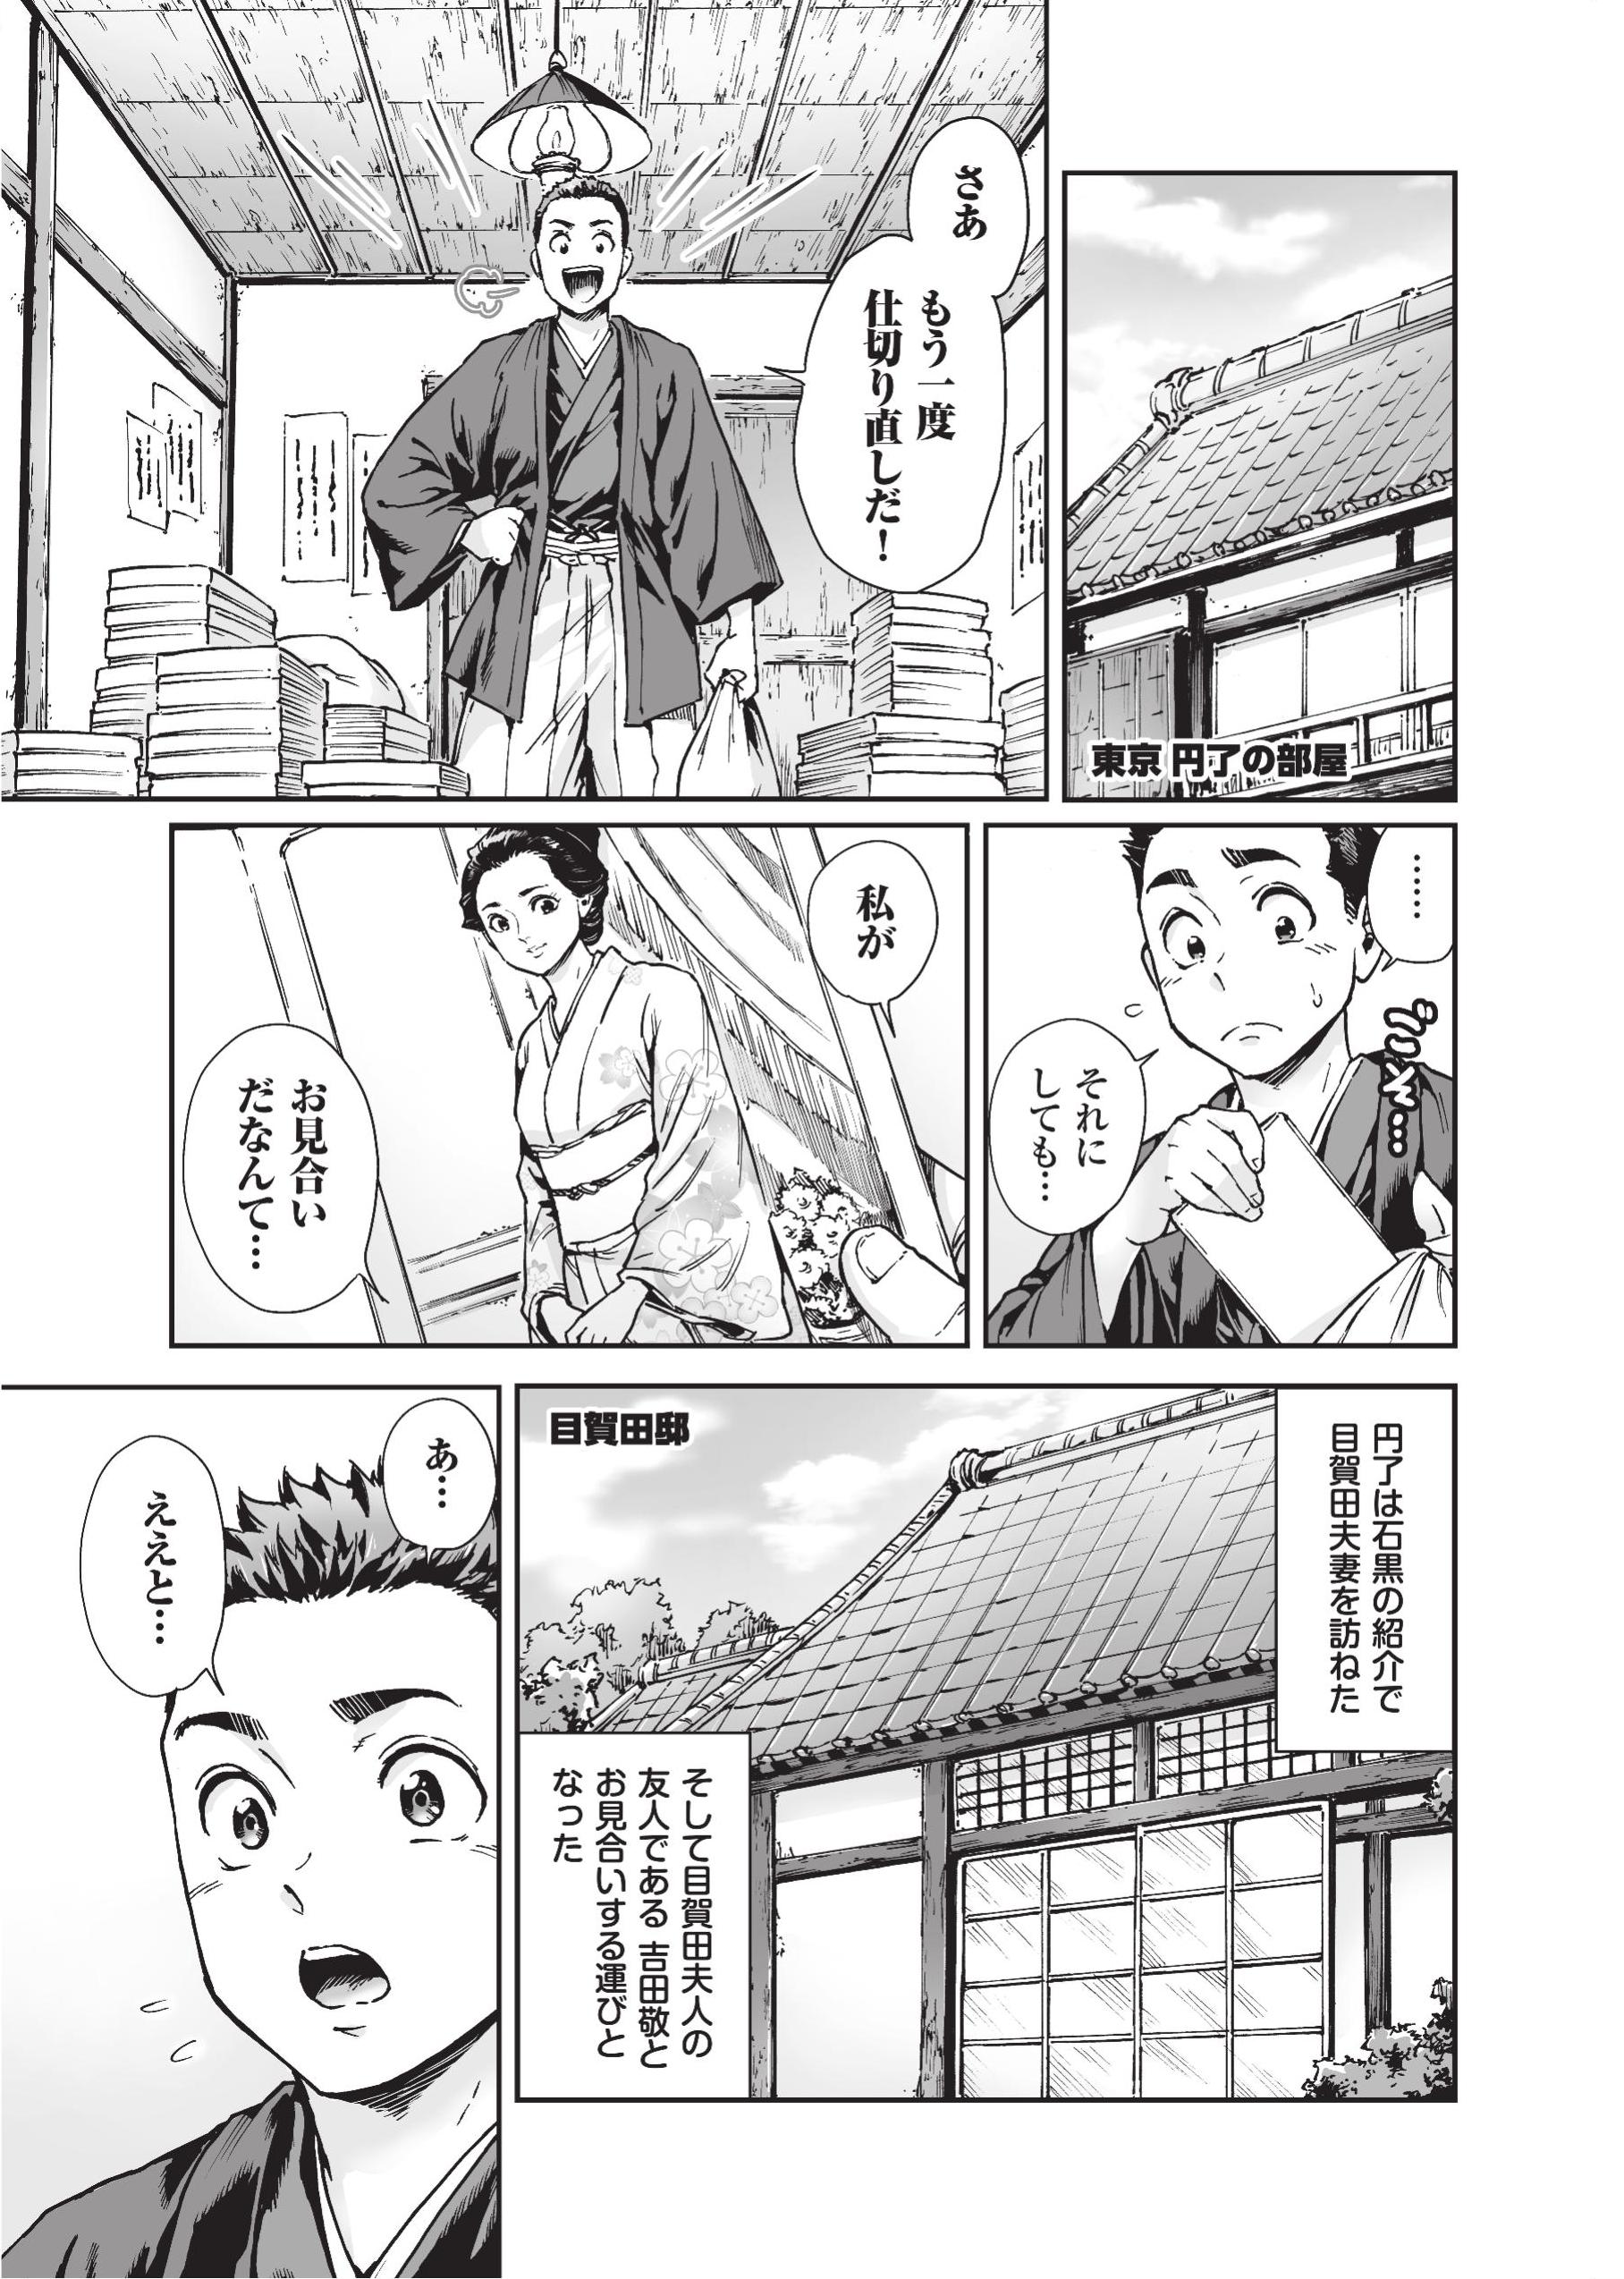 東京 円了の部屋
さあ
もう一度
仕切り直しだ！
……
ごそ…
それに
しても…
私が
お見合い
だなんて…
円了は石黒の紹介で
目賀田夫妻を訪ねた
目賀田邸
そして目賀田夫人の
友人である 吉田敬と
お見合いする運びと
なった
あ…
ええと…